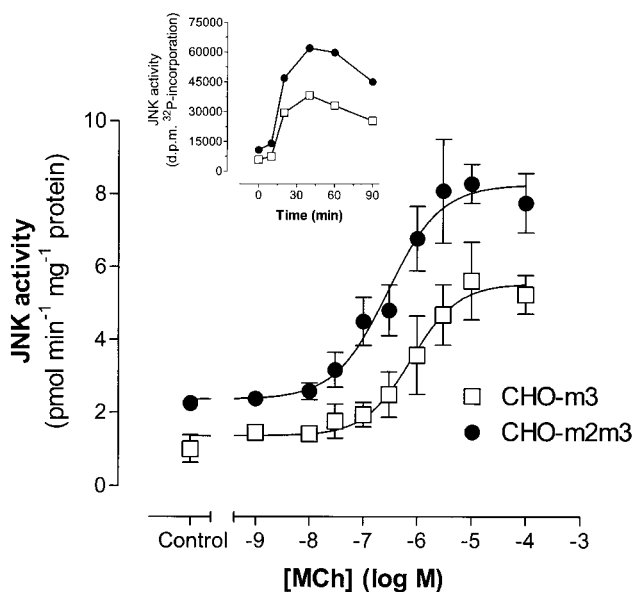 JNK activity
(d.p.m. ³²P-incorporation)
75000
60000
45000
30000
15000
0
0 30 60 90
Time (min)
JNK activity
(pmol min⁻¹ mg⁻¹ protein)
10
8
6
4
2
0
CHO-m3
CHO-m2m3
Control -9 -8 -7 -6 -5 -4 -3
[MCh] (log M)